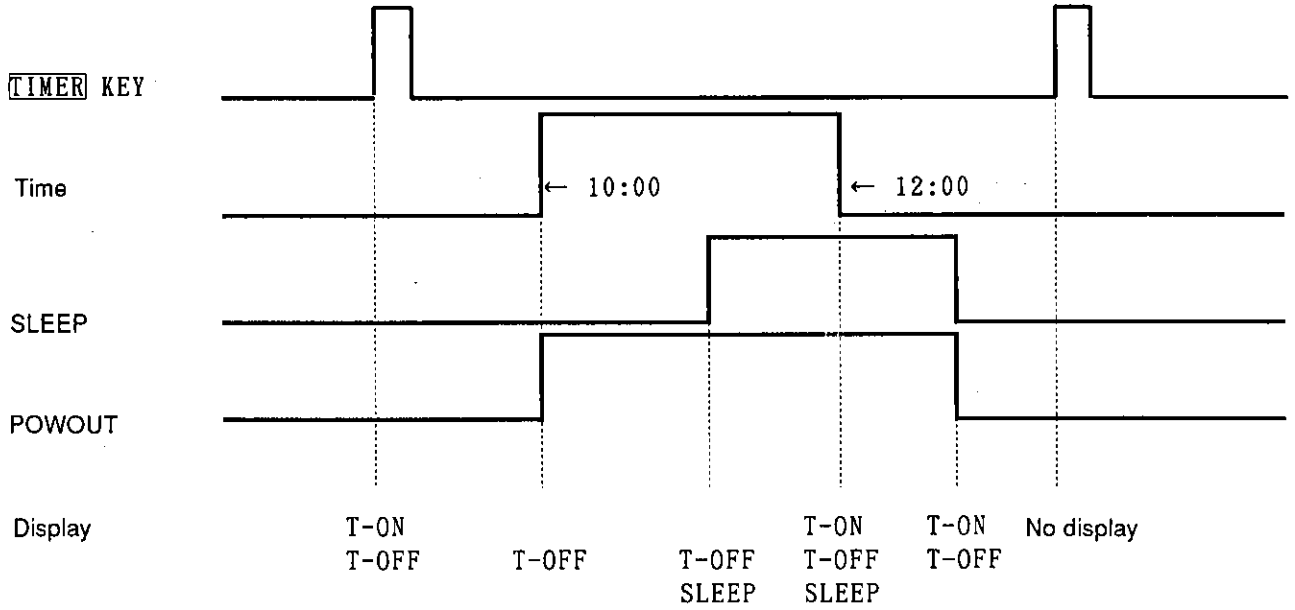 TIMER KEY
Time ← 10:00 ← 12:00
SLEEP
POWOUT
Display T-ON T-ON T-ON No display
T-OFF T-OFF T-OFF T-OFF T-OFF
SLEEP SLEEP